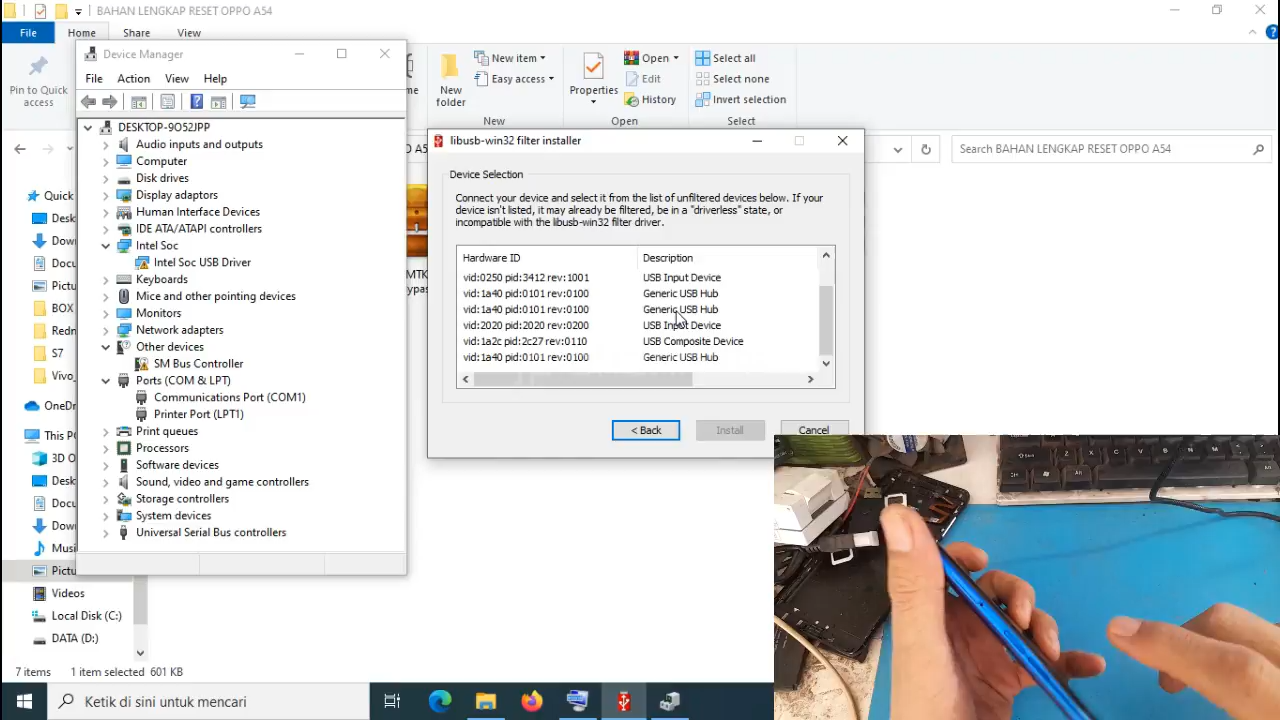 BAHAN LENGKAP RESET OPPO A54
File
Home
Share
View
Pin to Quick
access
New
folder
New item
Easy access
New
Properties
Open
Edit
History
Open
Select all
Select none
Invert selection
Select
Search BAHAN LENGKAP RESET OPPO A54
Device Manager
File Action View Help
DESKTOP-9O52JPP
Audio inputs and outputs
Computer
Disk drives
Display adaptors
Human Interface Devices
IDE ATA/ATAPI controllers
Intel Soc
Intel Soc USB Driver
Keyboards
Mice and other pointing devices
Monitors
Network adapters
Other devices
SM Bus Controller
Ports (COM & LPT)
Communications Port (COM1)
Printer Port (LPT1)
Print queues
Processors
Software devices
Sound, video and game controllers
Storage controllers
System devices
Universal Serial Bus controllers
libusb-win32 filter installer
Device Selection
Connect your device and select it from the list of unfiltered devices below. If your
device isn't listed, it may already be filtered, be in a "driverless" state, or
incompatible with the libusb-win32 filter driver.
Hardware ID Description
vid:0250 pid:3412 rev:1001 USB Input Device
vid:1a40 pid:0101 rev:0100 Generic USB Hub
vid:1a40 pid:0101 rev:0100 Generic USB Hub
vid:2020 pid:2020 rev:0200 USB Input Device
vid:1a2c pid:2c27 rev:0110 USB Composite Device
vid:1a40 pid:0101 rev:0100 Generic USB Hub
< Back
Install
Cancel
MTK
Quick
Desk
Dow
Doc
Pict
BOX
Redn
S7
Vivo_
OneDr
This P
3D O
Desk
Doc
Dow
Musi
Pictu
Videos
Local Disk (C:)
DATA (D:)
7 items
1 item selected 601 KB
Ketik di sini untuk mencari